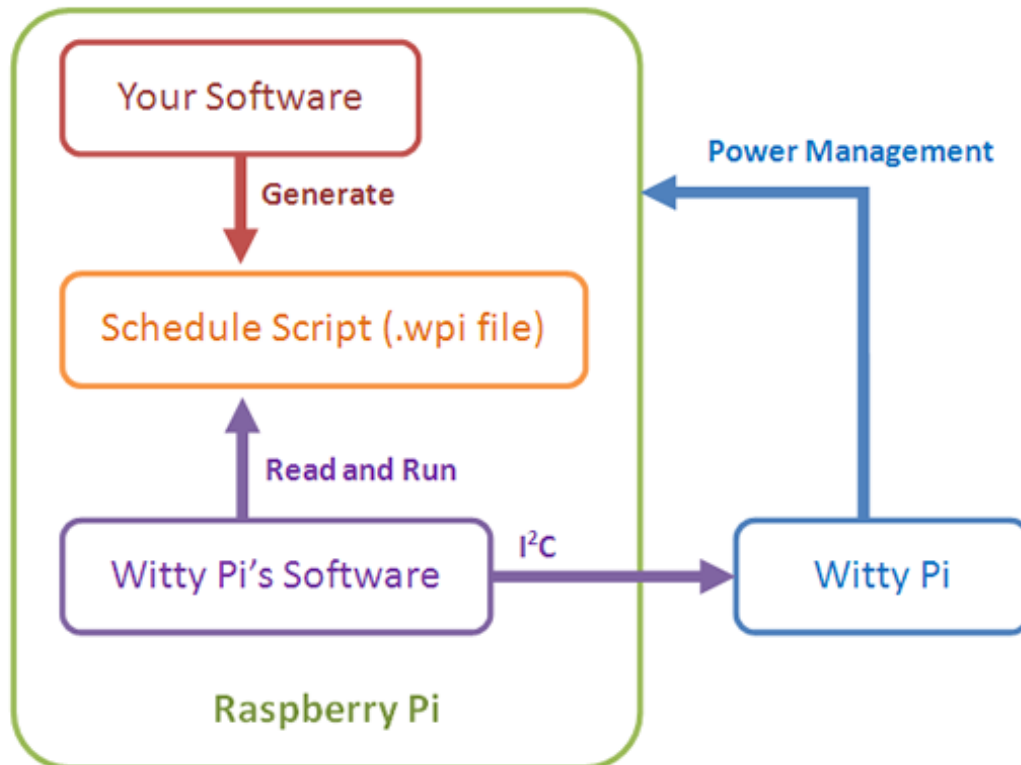 Your Software
Power Management
Generate
Schedule Script (.wpi file)
Read and Run
I²C
Witty Pi’s Software
Witty Pi
Raspberry Pi